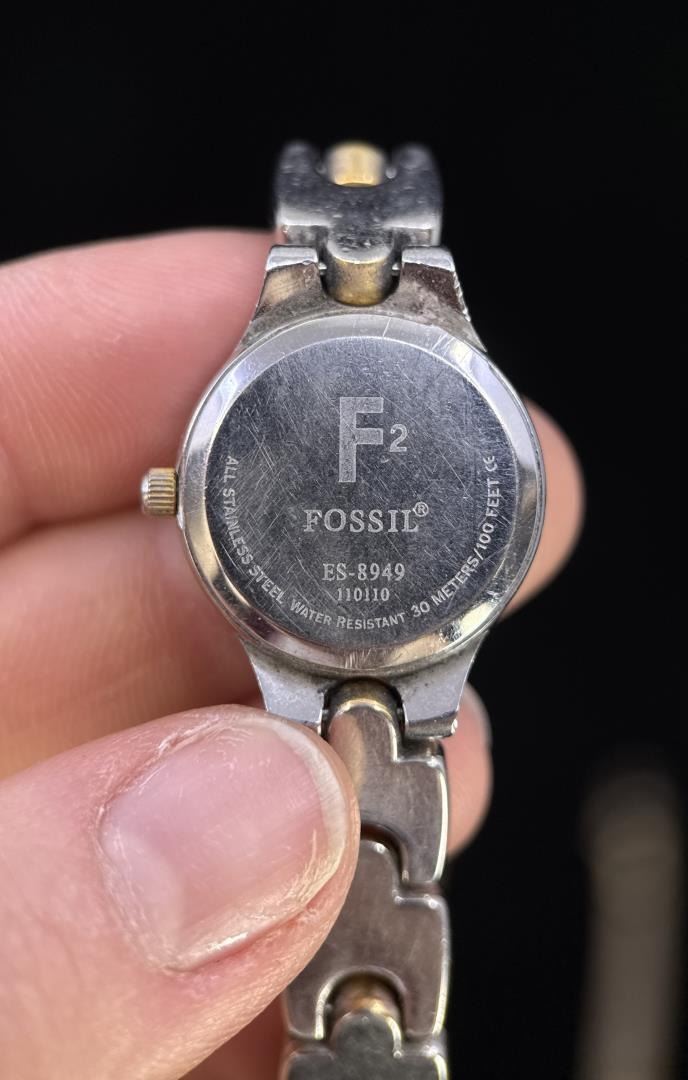 F2
FOSSIL®
ES-8949
110110
ALL STAINLESS STEEL WATER RESISTANT 30 METERS/100 FEET CE